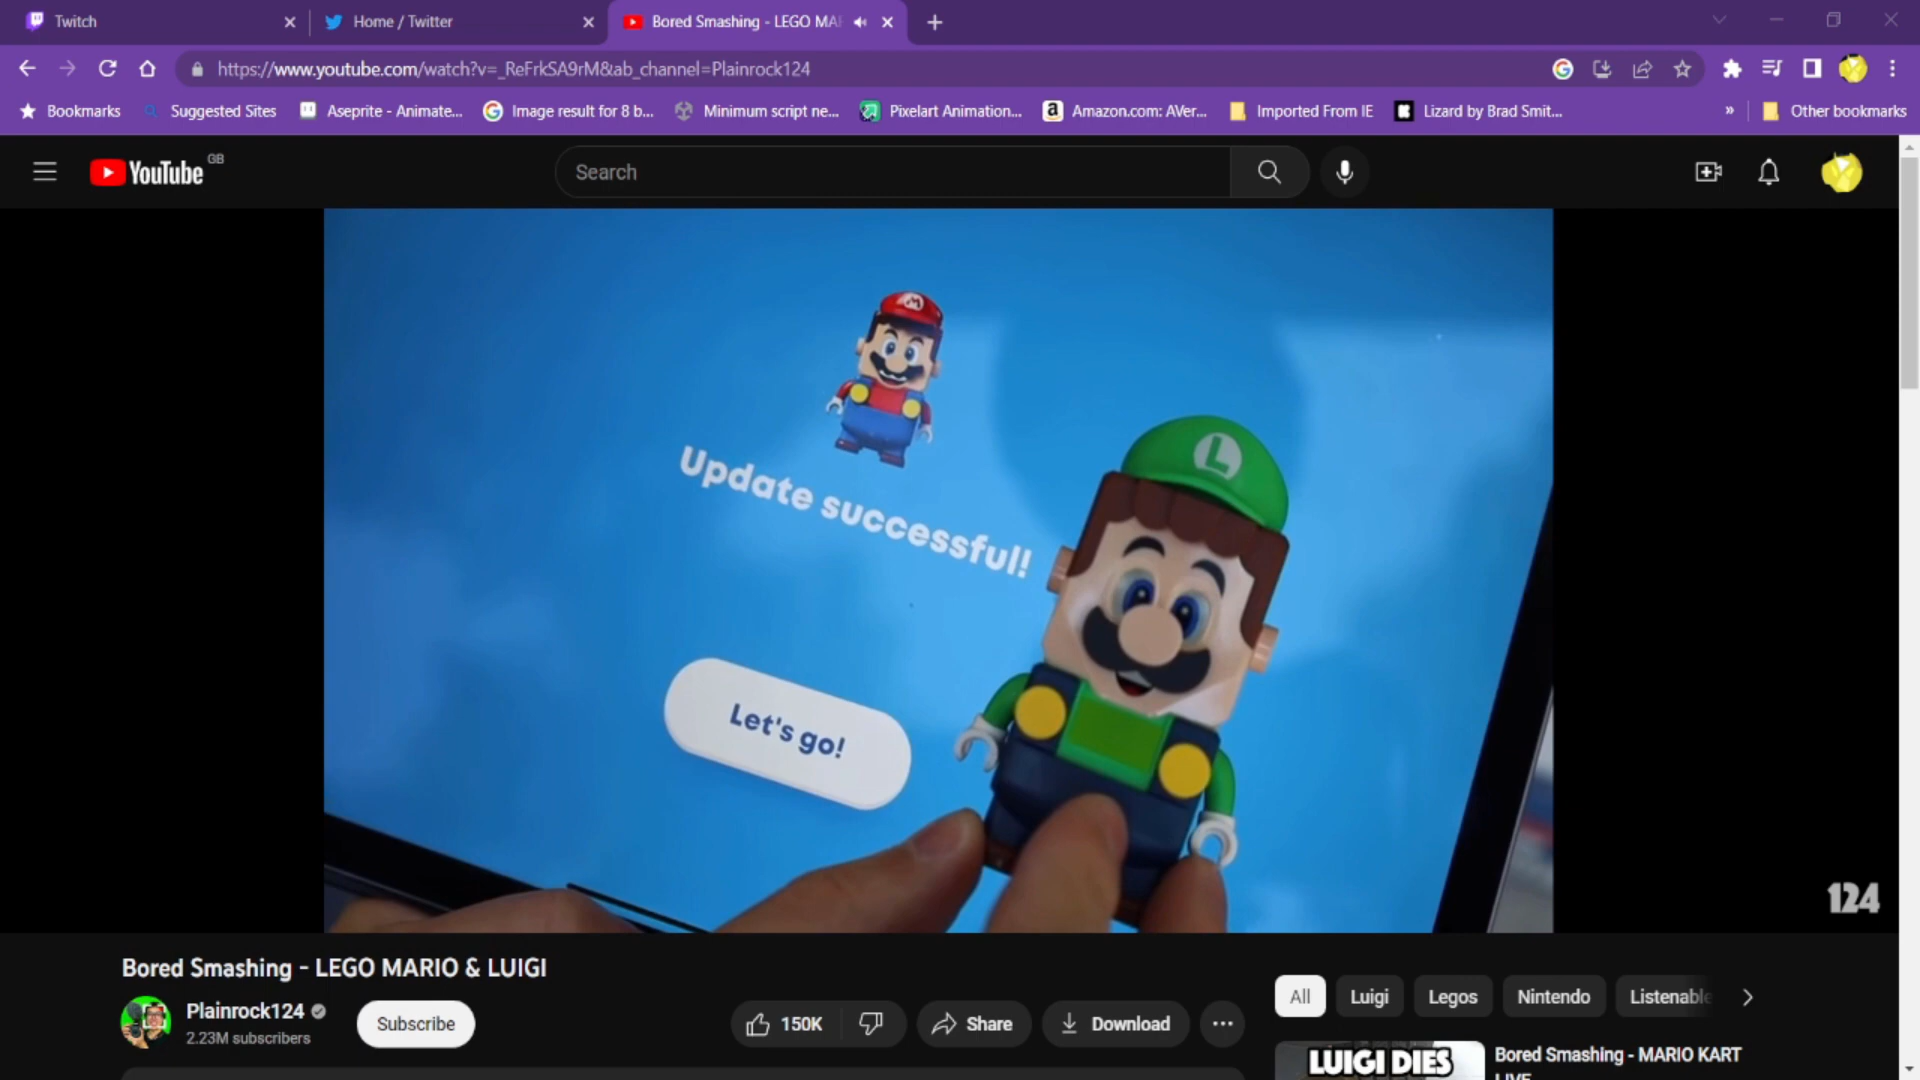 Twitch
Home / Twitter
Bored Smashing - LEGO MA
https://www.youtube.com/watch?v=_ReFrkSA9rM&ab_channel=Plainrock124
Bookmarks
Suggested Sites
Aseprite - Animate...
Image result for 8 b...
Minimum script ne...
Pixelart Animation...
Amazon.com: AVer...
Imported From IE
Lizard by Brad Smit...
»
Other bookmarks
YouTube GB
Search
M
L
Update successful!
Let's go!
124
Bored Smashing - LEGO MARIO & LUIGI
Plainrock124
2.23M subscribers
Subscribe
150K
Share
Download
All
Luigi
Legos
Nintendo
Listenable
LUIGI DIES
Bored Smashing - MARIO KART
LIVE